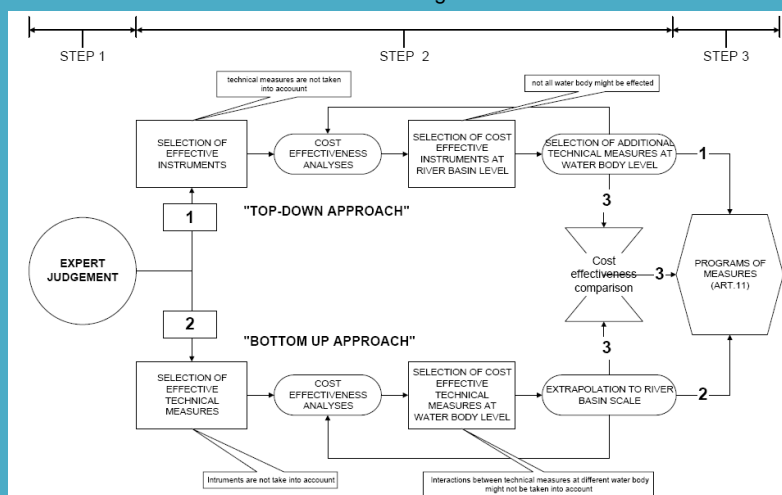 STEP 1
STEP 2
STEP 3
technical measures are not taken
into accouunt
not all water body might be effected
SELECTION OF
EFFECTIVE
INSTRUMENTS
COST
EFFECTIVENESS
ANALYSES
SELECTION OF COST
EFFECTIVE
INSTRUMENTS AT
RIVER BASIN LEVEL
SELECTION OF ADDITIONAL
TECHNICAL MEASURES AT
WATER BODY LEVEL
1
3
1
"TOP-DOWN APPROACH"
EXPERT
JUDGEMENT
Cost
effectiveness
comparison
3
PROGRAMS OF
MEASURES
(ART.11)
2
"BOTTOM UP APPROACH"
3
SELECTION OF
EFFECTIVE
TECHNICAL
MEASURES
COST
EFFECTIVENESS
ANALYSES
SELECTION OF COST
EFFECTIVE
TECHNICAL
MEASURES AT
WATER BODY LEVEL
EXTRAPOLATION TO RIVER
BASIN SCALE
2
Intruments are not take into accouunt
Interactions between technical measures at different water body
might not be taken into account